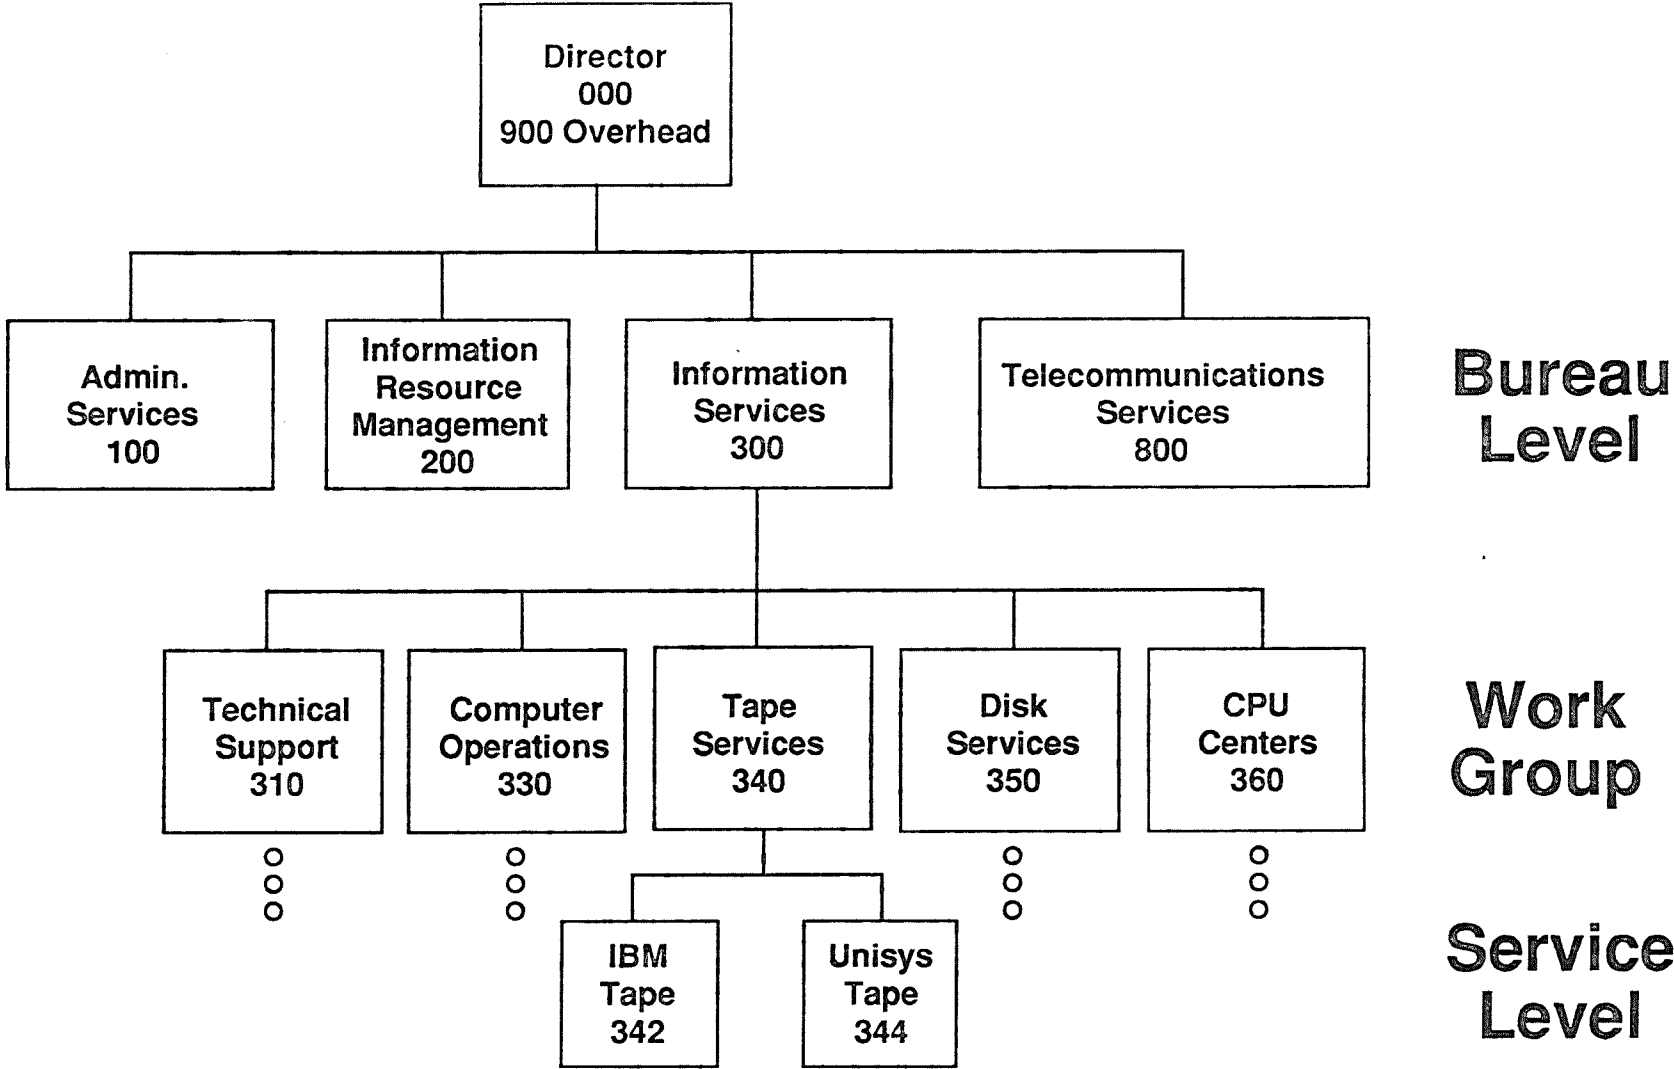 Director
000
900 Overhead
Admin.
Services
100
Information
Resource
Management
200
Information
Services
300
Telecommunications
Services
800
Bureau
Level
Technical
Support
310
Computer
Operations
330
Tape
Services
340
Disk
Services
350
CPU
Centers
360
Work
Group
IBM
Tape
342
Unisys
Tape
344
Service
Level